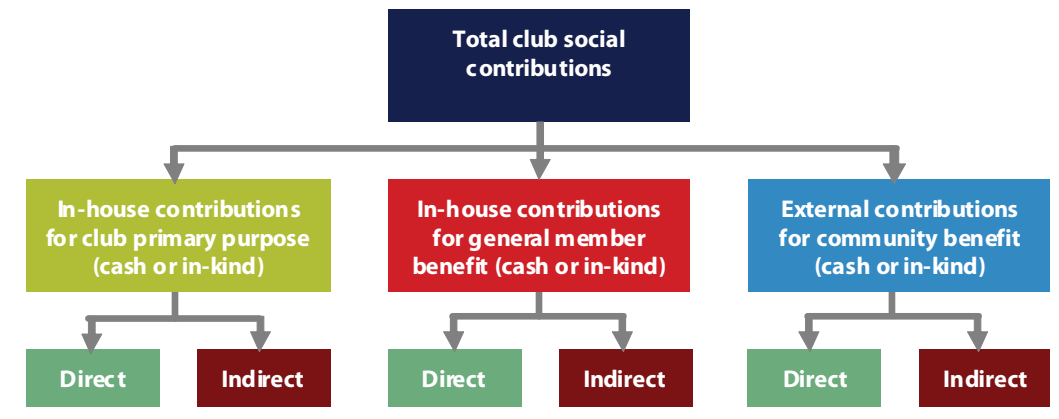 Total club social
contributions
In-house contributions
for club primary purpose
(cash or in-kind)
In-house contributions
for general member
benefit (cash or in-kind)
External contributions
for community benefit
(cash or in-kind)
Direct
Indirect
Direct
Indirect
Direct
Indirect